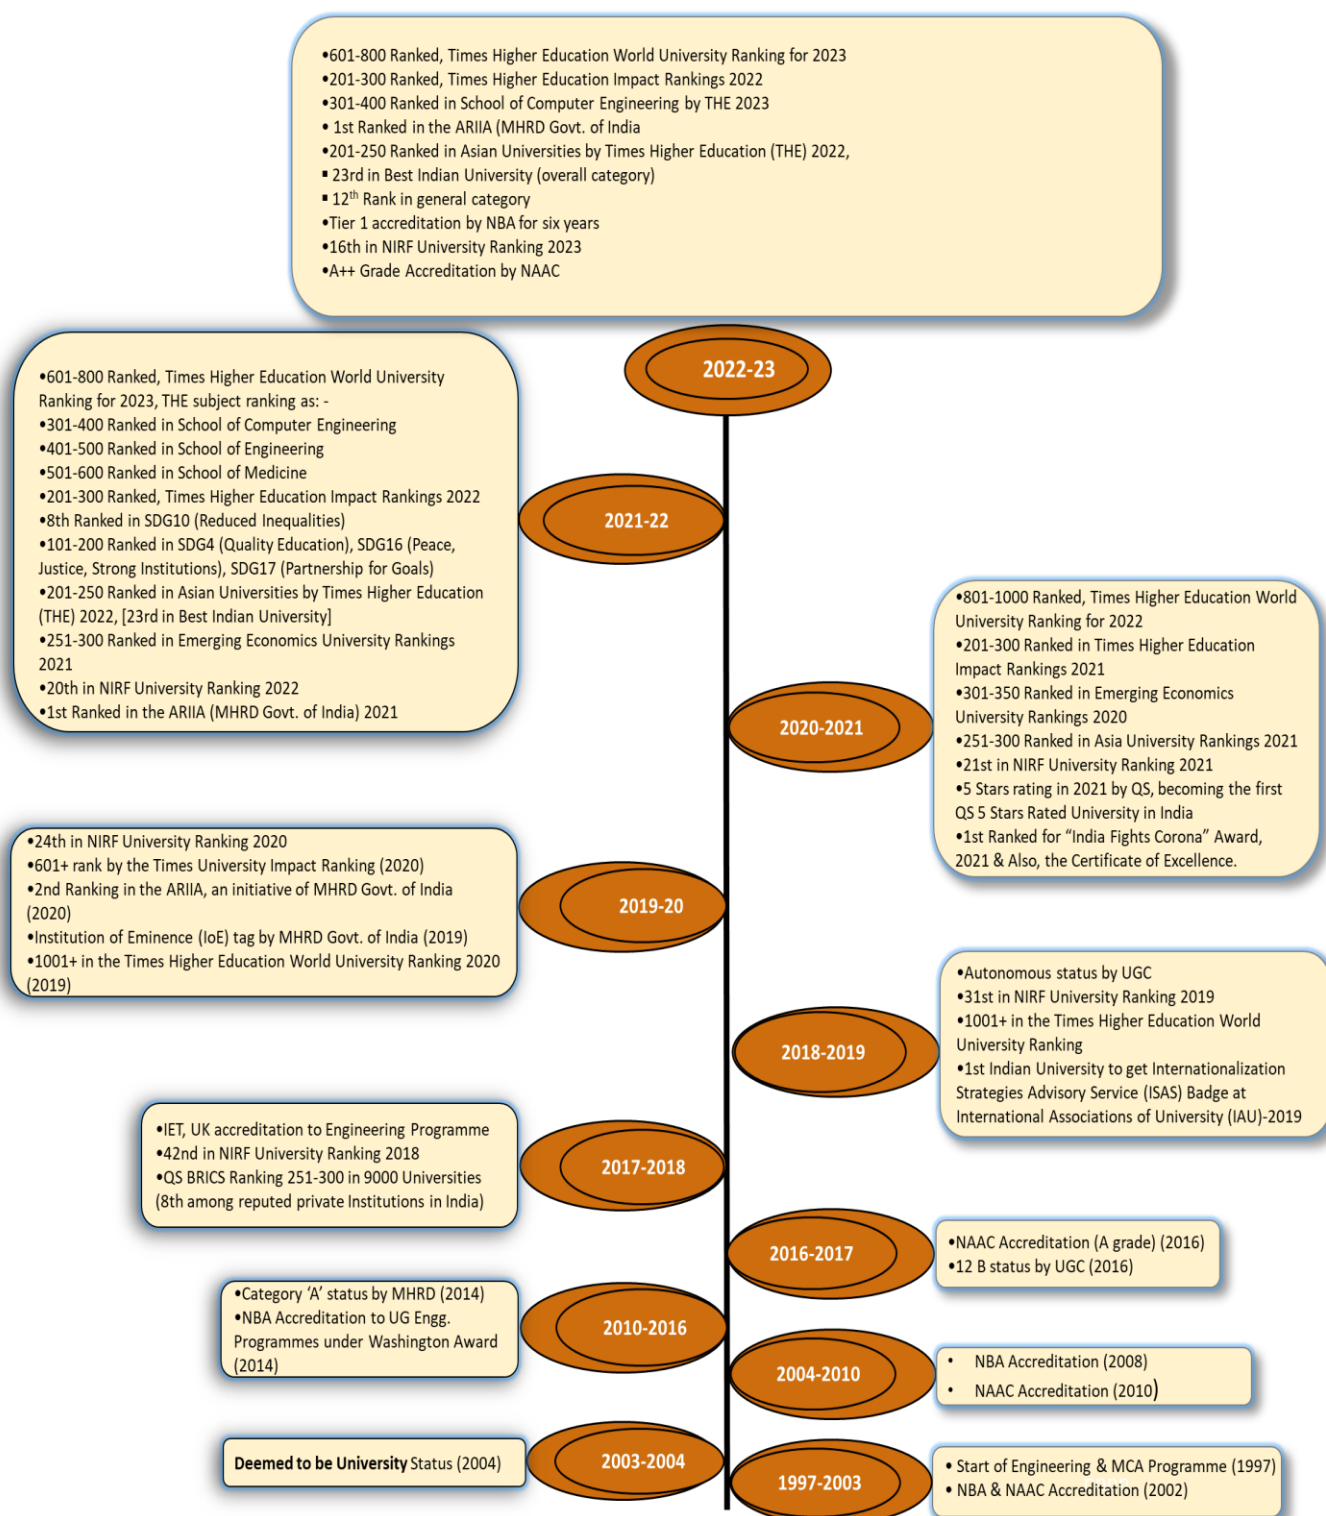 •601-800 Ranked, Times Higher Education World University Ranking for 2023
•201-300 Ranked, Times Higher Education Impact Rankings 2022
•301-400 Ranked in School of Computer Engineering by THE 2023
• 1st Ranked in the ARIIA (MHRD Govt. of India
•201-250 Ranked in Asian Universities by Times Higher Education (THE) 2022,
▪ 23rd in Best Indian University (overall category)
▪ 12th Rank in general category
•Tier 1 accreditation by NBA for six years
•16th in NIRF University Ranking 2023
•A++ Grade Accreditation by NAAC
2022-23
•601-800 Ranked, Times Higher Education World University
Ranking for 2023, THE subject ranking as: -
•301-400 Ranked in School of Computer Engineering
•401-500 Ranked in School of Engineering
•501-600 Ranked in School of Medicine
•201-300 Ranked, Times Higher Education Impact Rankings 2022
•8th Ranked in SDG10 (Reduced Inequalities)
•101-200 Ranked in SDG4 (Quality Education), SDG16 (Peace,
Justice, Strong Institutions), SDG17 (Partnership for Goals)
•201-250 Ranked in Asian Universities by Times Higher Education
(THE) 2022, [23rd in Best Indian University]
•251-300 Ranked in Emerging Economics University Rankings
2021
•20th in NIRF University Ranking 2022
•1st Ranked in the ARIIA (MHRD Govt. of India) 2021
2021-22
•801-1000 Ranked, Times Higher Education World
University Ranking for 2022
•201-300 Ranked in Times Higher Education
Impact Rankings 2021
•301-350 Ranked in Emerging Economics
University Rankings 2020
•251-300 Ranked in Asia University Rankings 2021
•21st in NIRF University Ranking 2021
•5 Stars rating in 2021 by QS, becoming the first
QS 5 Stars Rated University in India
•1st Ranked for “India Fights Corona” Award,
2021 & Also, the Certificate of Excellence.
2020-2021
•24th in NIRF University Ranking 2020
•601+ rank by the Times University Impact Ranking (2020)
•2nd Ranking in the ARIIA, an initiative of MHRD Govt. of India
(2020)
•Institution of Eminence (IoE) tag by MHRD Govt. of India (2019)
•1001+ in the Times Higher Education World University Ranking 2020
(2019)
2019-20
•Autonomous status by UGC
•31st in NIRF University Ranking 2019
•1001+ in the Times Higher Education World
University Ranking
•1st Indian University to get Internationalization
Strategies Advisory Service (ISAS) Badge at
International Associations of University (IAU)-2019
2018-2019
•IET, UK accreditation to Engineering Programme
•42nd in NIRF University Ranking 2018
•QS BRICS Ranking 251-300 in 9000 Universities
(8th among reputed private Institutions in India)
2017-2018
2016-2017
•NAAC Accreditation (A grade) (2016)
•12 B status by UGC (2016)
•Category ‘A’ status by MHRD (2014)
•NBA Accreditation to UG Engg.
Programmes under Washington Award
(2014)
2010-2016
2004-2010
• NBA Accreditation (2008)
• NAAC Accreditation (2010)
Deemed to be University Status (2004)
2003-2004
1997-2003
• Start of Engineering & MCA Programme (1997)
• NBA & NAAC Accreditation (2002)